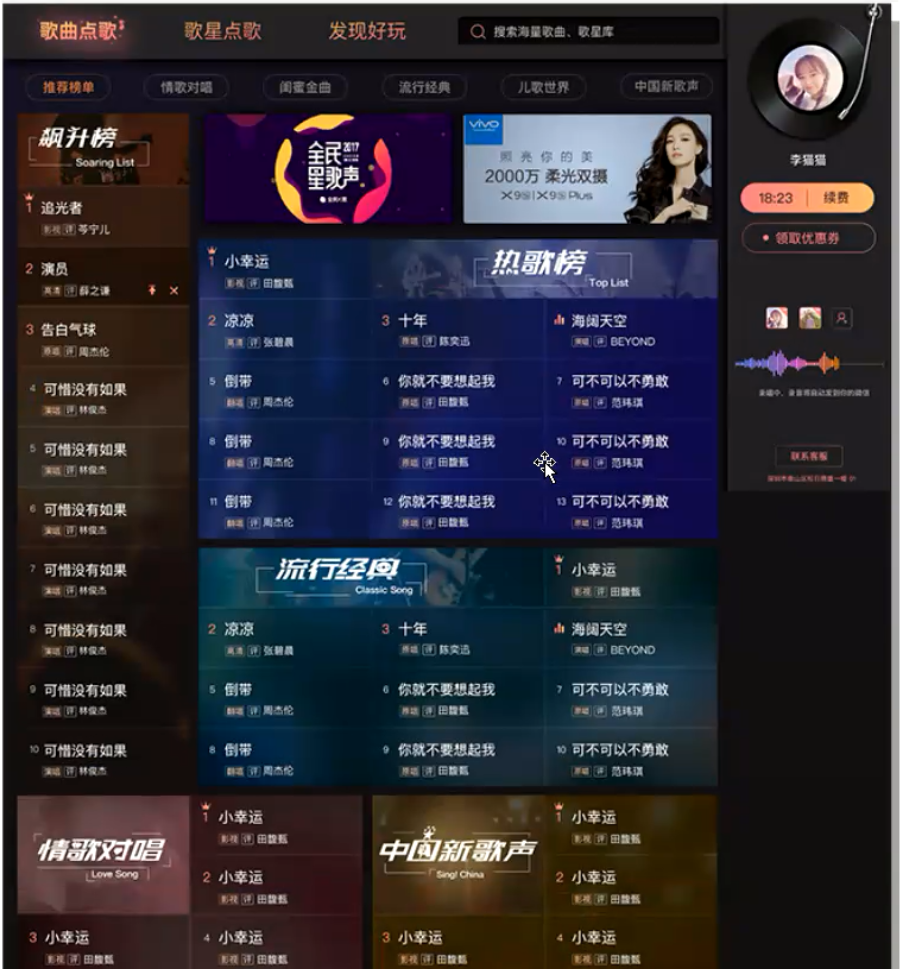 歌曲点歌
歌星点歌
发现好玩
搜索海量歌曲、歌星库
推荐榜单
情歌对唱
闺蜜金曲
流行经典
儿歌世界
中国新歌声
李猫猫
18:23 续费
领取优惠券
联系客服
飙升榜
Soaring List
1 追光者
影视 评 岑宁儿
2 演员
高清 评 薛之谦
3 告白气球
原唱 评 周杰伦
4 可惜没有如果
演唱 评 林俊杰
5 可惜没有如果
演唱 评 林俊杰
6 可惜没有如果
演唱 评 林俊杰
7 可惜没有如果
演唱 评 林俊杰
8 可惜没有如果
演唱 评 林俊杰
9 可惜没有如果
演唱 评 林俊杰
10 可惜没有如果
演唱 评 林俊杰
全民2017
星歌声
vivo
照亮你的美
2000万 柔光双摄
X9s | X9s Plus
1 小幸运
影视 评 田馥甄
热歌榜
Top List
2 凉凉
高清 评 张碧晨
3 十年
原唱 评 陈奕迅
海阔天空
演唱 评 BEYOND
5 倒带
翻唱 评 周杰伦
6 你就不要想起我
原唱 评 田馥甄
7 可不可以不勇敢
原唱 评 范玮琪
8 倒带
翻唱 评 周杰伦
9 你就不要想起我
原唱 评 田馥甄
10 可不可以不勇敢
原唱 评 范玮琪
11 倒带
翻唱 评 周杰伦
12 你就不要想起我
原唱 评 田馥甄
13 可不可以不勇敢
原唱 评 范玮琪
流行经典
Classic Song
1 小幸运
影视 评 田馥甄
2 凉凉
高清 评 张碧晨
3 十年
原唱 评 陈奕迅
海阔天空
演唱 评 BEYOND
5 倒带
翻唱 评 周杰伦
6 你就不要想起我
原唱 评 田馥甄
7 可不可以不勇敢
原唱 评 范玮琪
8 倒带
翻唱 评 周杰伦
9 你就不要想起我
原唱 评 田馥甄
10 可不可以不勇敢
原唱 评 范玮琪
情歌对唱
Love Song
1 小幸运
影视 评 田馥甄
2 小幸运
影视 评 田馥甄
3 小幸运
影视 评 田馥甄
4 小幸运
影视 评 田馥甄
中国新歌声
Sing! China
1 小幸运
影视 评 田馥甄
2 小幸运
影视 评 田馥甄
3 小幸运
影视 评 田馥甄
4 小幸运
影视 评 田馥甄